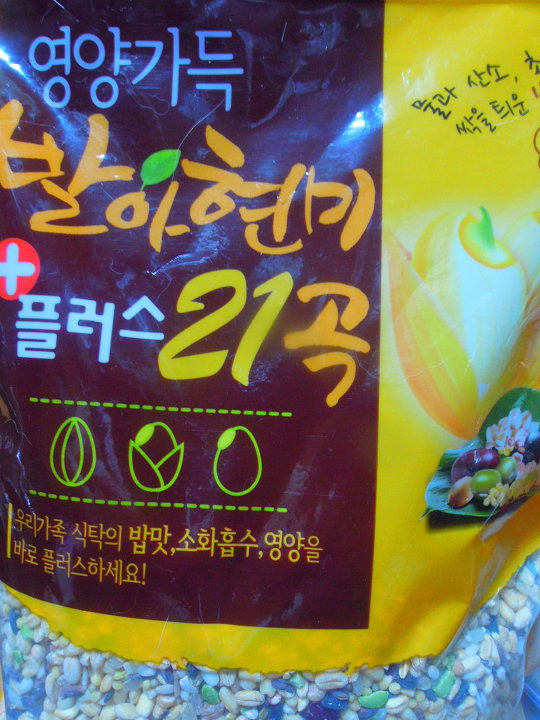 영양가득
발아현미
플러스 21곡
우리가족 식탁의 밥맛,소화흡수,영양을
바로 플러스하세요!
물과 산소,
싹을 틔운